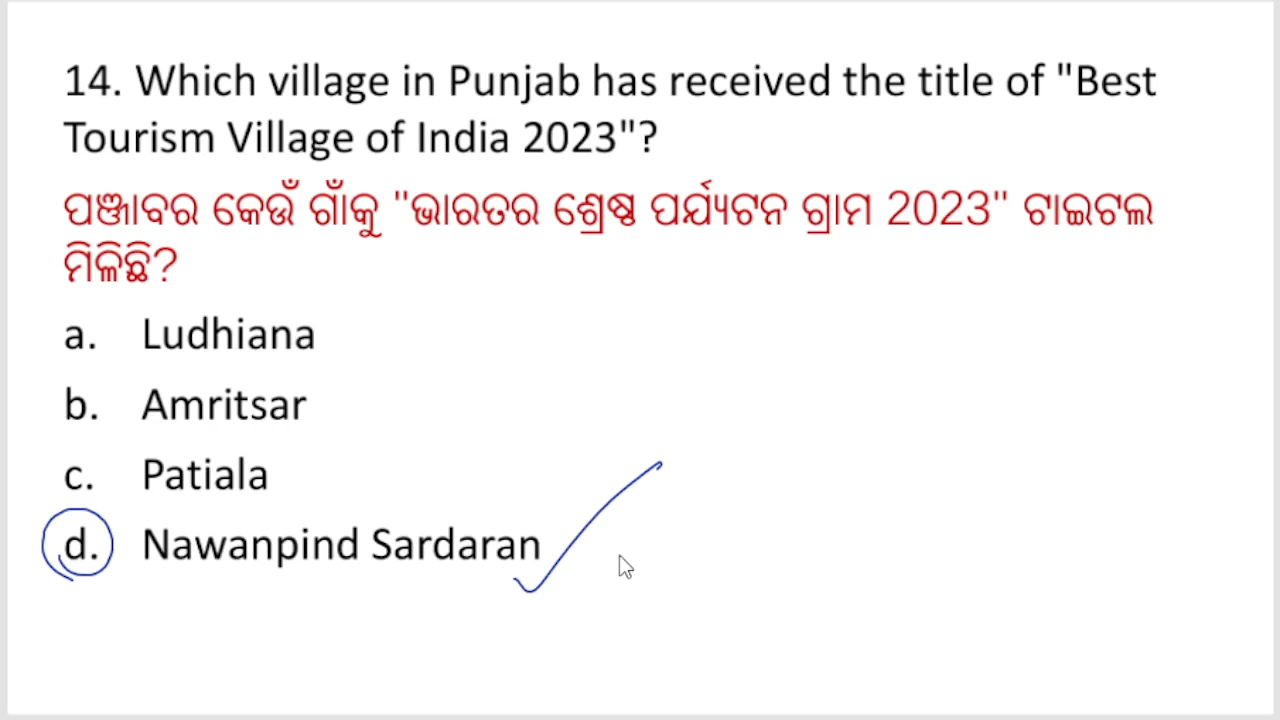 14. Which village in Punjab has received the title of "Best
Tourism Village of India 2023"?
ପଞ୍ଜାବର କେଉଁ ଗାଁକୁ "ଭାରତର ଶ୍ରେଷ୍ଠ ପର୍ଯ୍ୟଟନ ଗ୍ରାମ 2023" ଟାଇଟଲ
ମିଳିଛି?
a. Ludhiana
b. Amritsar
c. Patiala
d. Nawanpind Sardaran